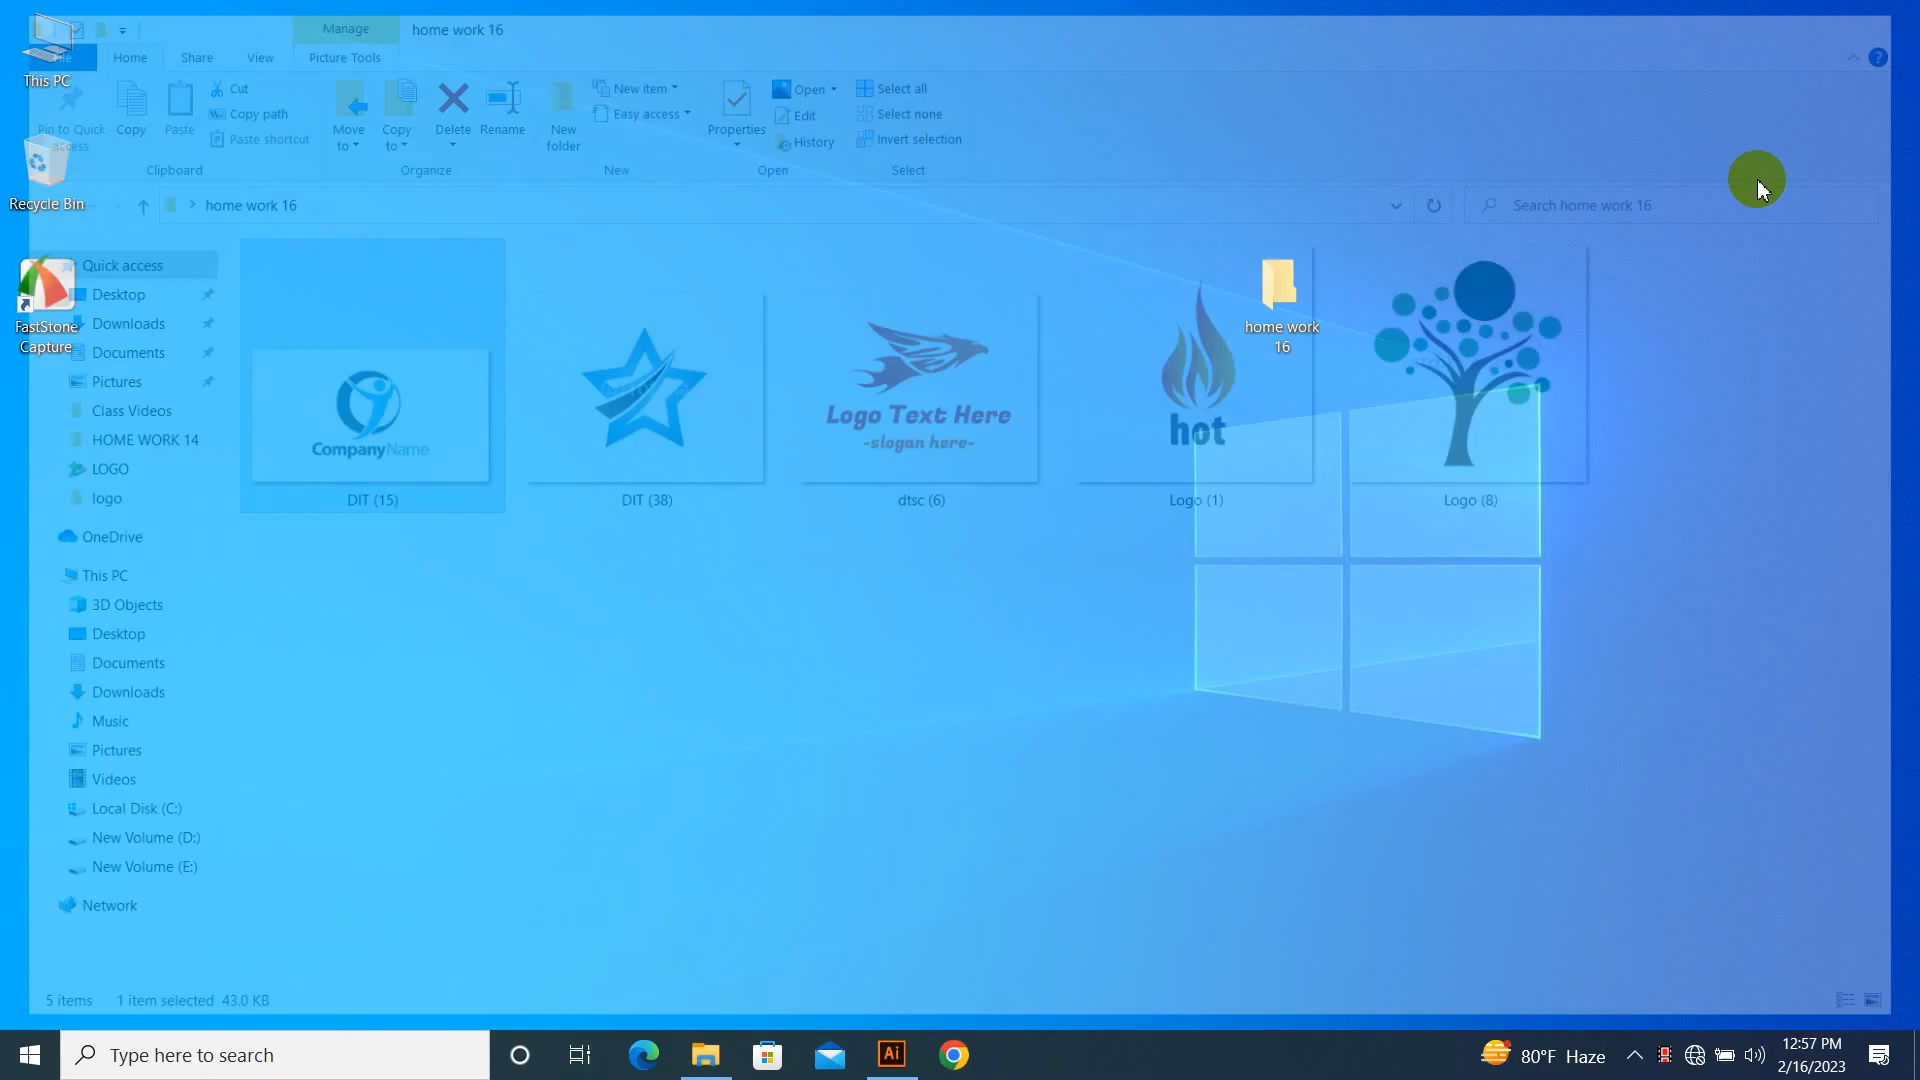 Manage
home work 16
File
Home
Share
View
Picture Tools
This PC
Pin to Quick access
Copy
Paste
Cut
Copy path
Paste shortcut
Clipboard
Move to
Copy to
Delete
Rename
Organize
New folder
New item
Easy access
New
Properties
Open
Edit
History
Open
Select all
Select none
Invert selection
Select
Recycle Bin
home work 16
Search home work 16
Quick access
Desktop
Downloads
Documents
Pictures
Class Videos
HOME WORK 14
LOGO
logo
OneDrive
This PC
3D Objects
Desktop
Documents
Downloads
Music
Pictures
Videos
Local Disk (C:)
New Volume (D:)
New Volume (E:)
Network
FastStone
Capture
CompanyName
DIT (15)
DIT (38)
Logo Text Here
-slogan here-
dtsc (6)
hot
Logo (1)
home work
16
Logo (8)
5 items
1 item selected 43.0 KB
Type here to search
Ai
80°F Haze
12:57 PM
2/16/2023